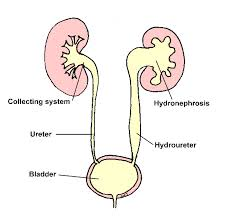 Collecting system
Hydronephrosis
Ureter
Hydroureter
Bladder